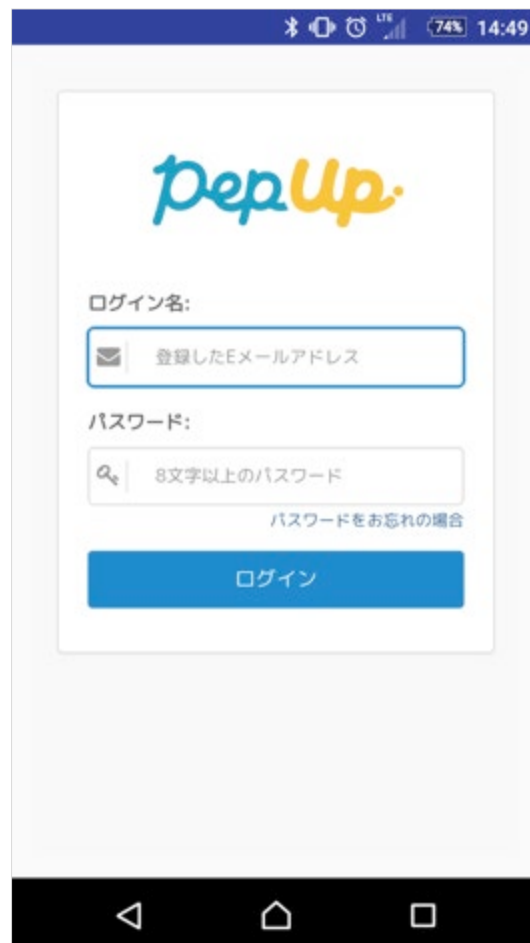 LTE
74% 14:49
PepUp
ログイン名:
登録したEメールアドレス
パスワード:
8文字以上のパスワード
パスワードをお忘れの場合
ログイン